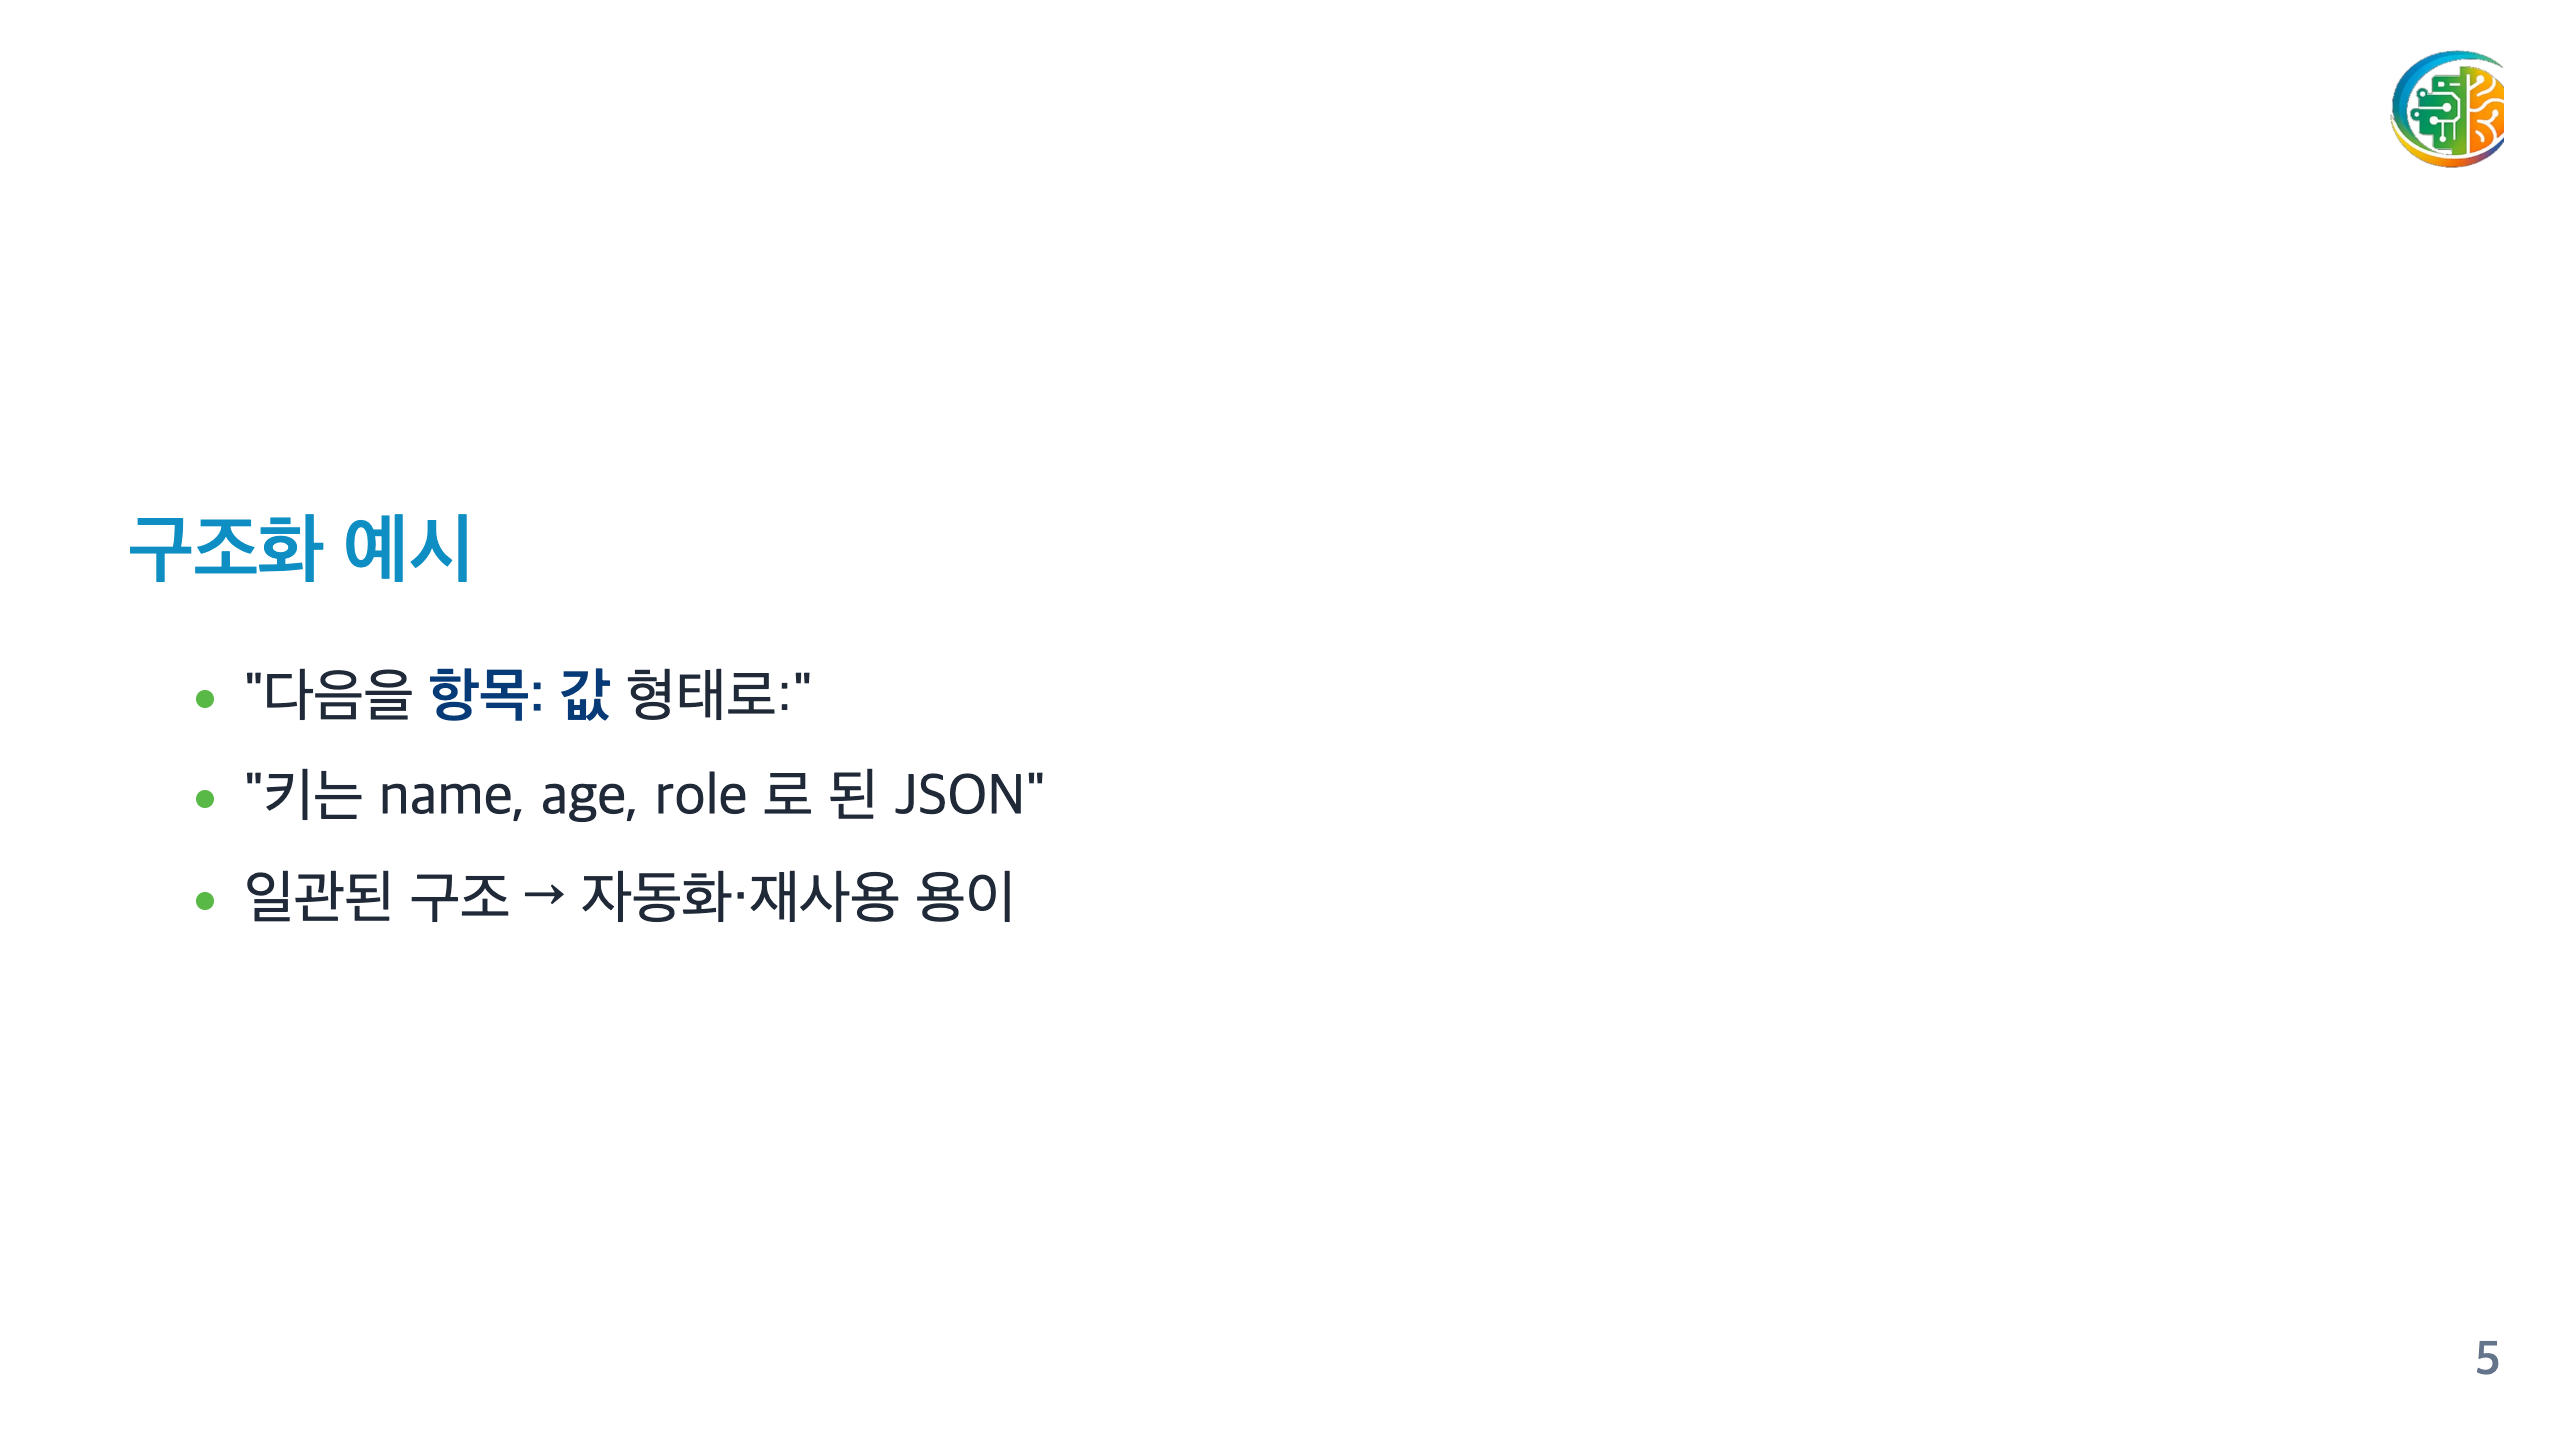 구조화 예시
"다음을 항목: 값 형태로:"
"키는 name, age, role 로 된 JSON"
일관된 구조 → 자동화·재사용 용이
5